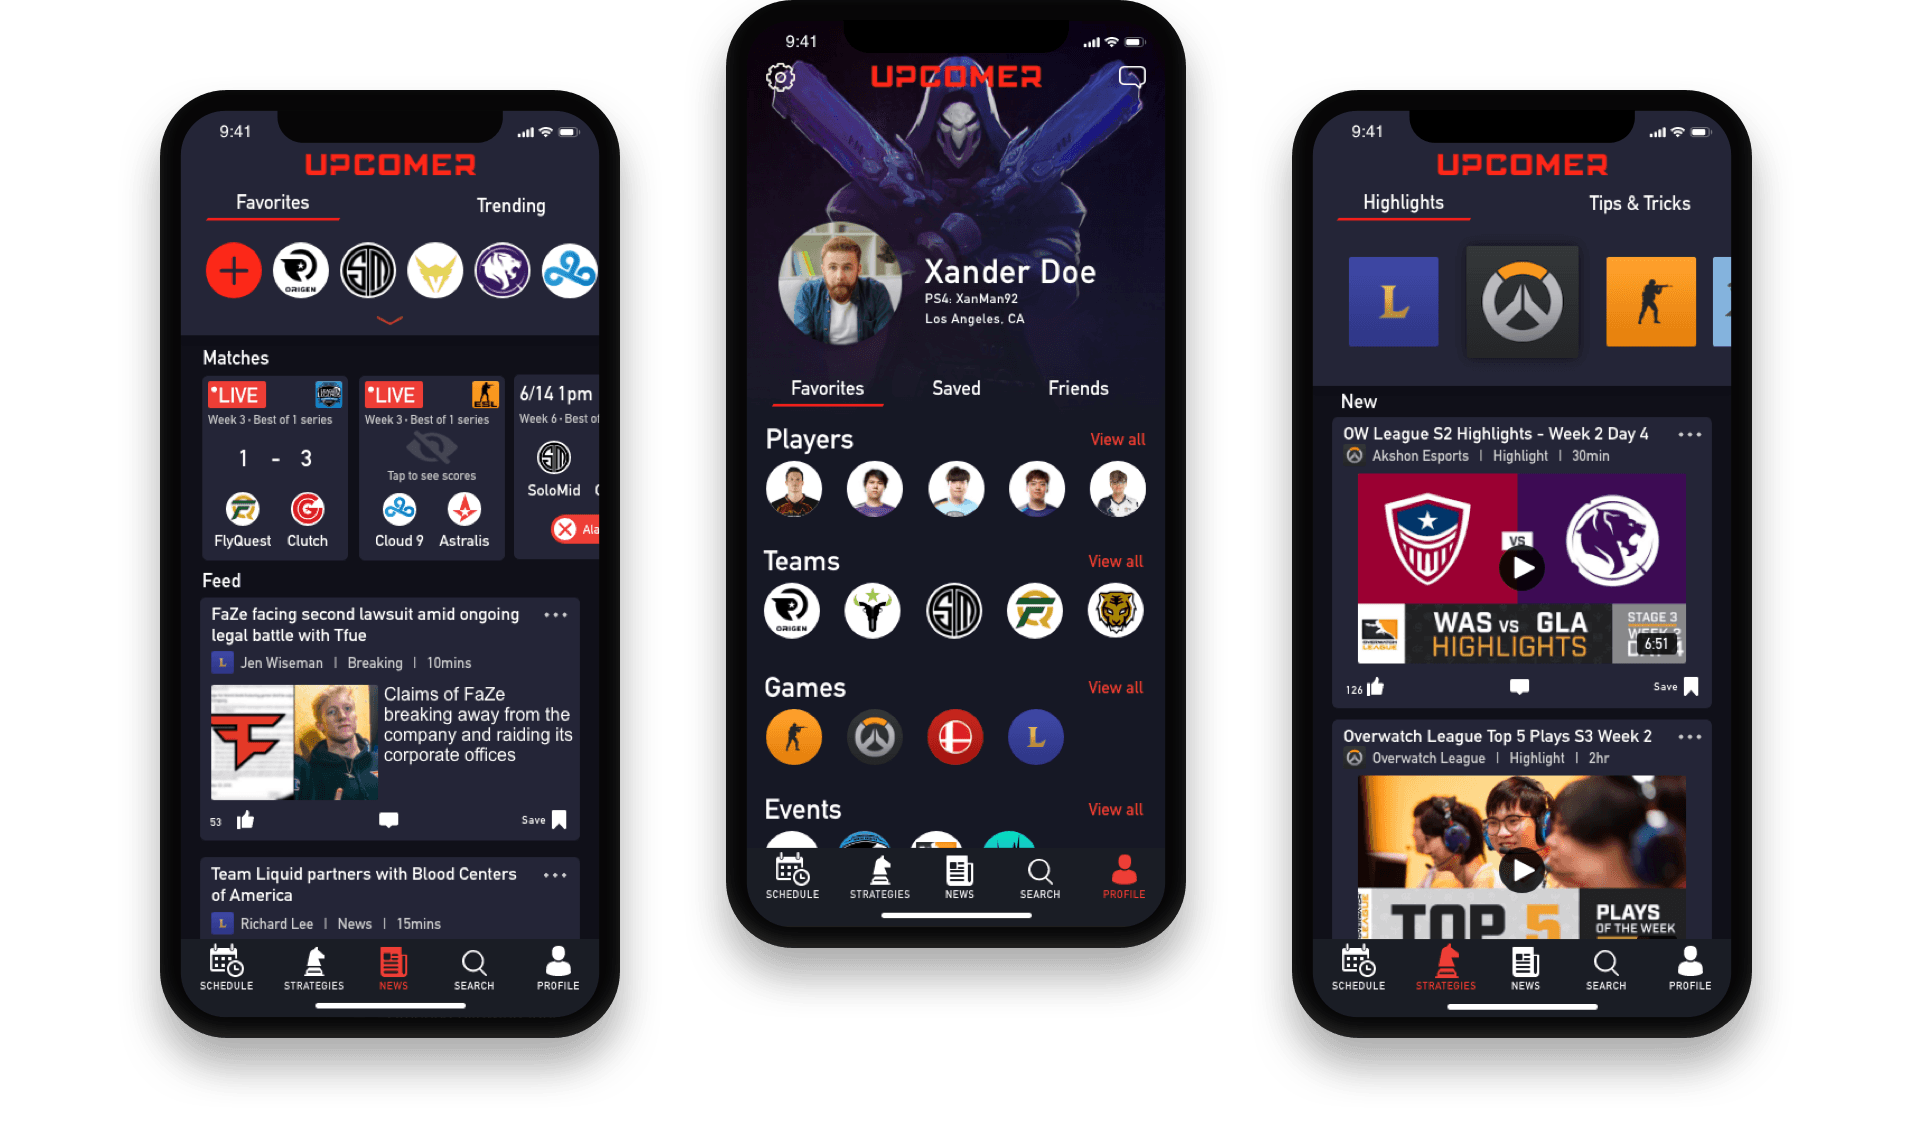 9:41
UPCOMER
Favorites
Trending
ORIGEN
Matches
LIVE
Week 3 • Best of 1 series
1 - 3
FlyQuest
Clutch
LIVE
ESL
Week 3 • Best of 1 series
Tap to see scores
Cloud 9
Astralis
6/14 1pm
Week 6 • Best of
SoloMid
Ala
Feed
FaZe facing second lawsuit amid ongoing
legal battle with Tfue
L
Jen Wiseman | Breaking | 10mins
Claims of FaZe
breaking away from the
company and raiding its
corporate offices
53
Save
Team Liquid partners with Blood Centers
of America
L
Richard Lee | News | 15mins
SCHEDULE
STRATEGIES
NEWS
SEARCH
PROFILE
9:41
UPCOMER
Xander Doe
PS4: XanMan92
Los Angeles, CA
Favorites
Saved
Friends
Players
View all
Teams
View all
ORIGEN
Games
View all
L
Events
View all
SCHEDULE
STRATEGIES
NEWS
SEARCH
PROFILE
9:41
UPCOMER
Highlights
Tips & Tricks
L
New
OW League S2 Highlights - Week 2 Day 4
Akshon Esports | Highlight | 30min
VS
OVERWATCH
LEAGUE
WAS VS GLA
HIGHLIGHTS
STAGE 3
WEEK 2
6:51
126
Save
Overwatch League Top 5 Plays S3 Week 2
Overwatch League | Highlight | 2hr
TOP 5
PLAYS
OF THE WEEK
SCHEDULE
STRATEGIES
NEWS
SEARCH
PROFILE